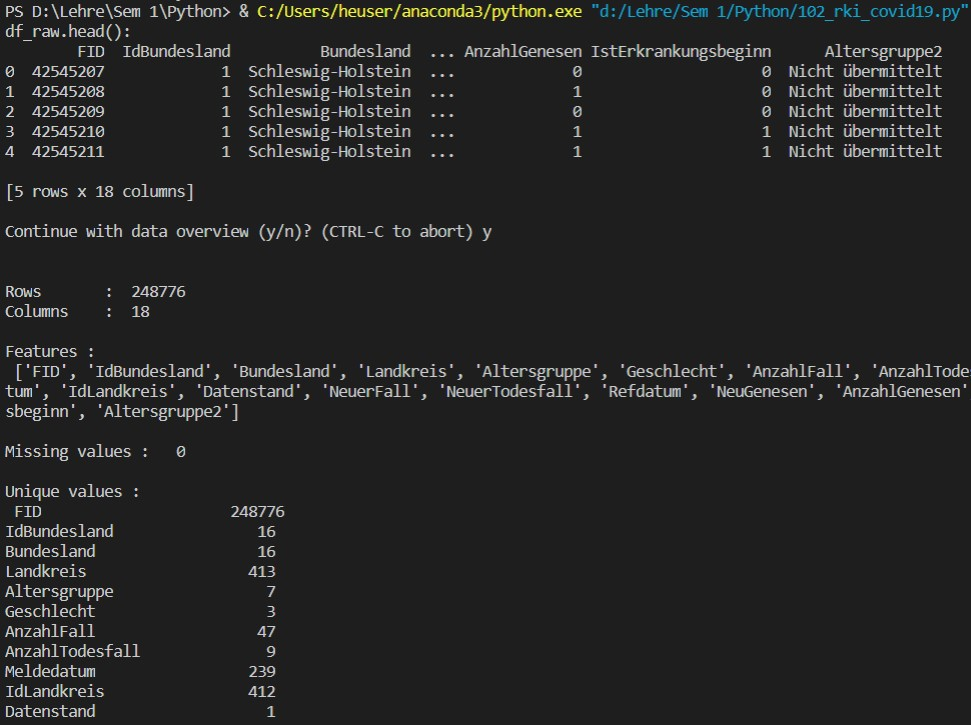 PS D:\Lehre\Sem 1\Python> & C:/Users/heuser/anaconda3/python.exe "d:/Lehre/Sem 1/Python/102_rki_covid19.py"
df_raw.head():
FID IdBundesland Bundesland ... AnzahlGenesen IstErkrankungsbeginn Altersgruppe2
0 42545207 1 Schleswig-Holstein ... 0 0 Nicht übermittelt
1 42545208 1 Schleswig-Holstein ... 1 0 Nicht übermittelt
2 42545209 1 Schleswig-Holstein ... 0 0 Nicht übermittelt
3 42545210 1 Schleswig-Holstein ... 1 1 Nicht übermittelt
4 42545211 1 Schleswig-Holstein ... 1 1 Nicht übermittelt
[5 rows x 18 columns]
Continue with data overview (y/n)? (CTRL-C to abort) y
Rows : 248776
Columns : 18
Features :
['FID', 'IdBundesland', 'Bundesland', 'Landkreis', 'Altersgruppe', 'Geschlecht', 'AnzahlFall', 'AnzahlTodes
tum', 'IdLandkreis', 'Datenstand', 'NeuerFall', 'NeuerTodesfall', 'Refdatum', 'NeuGenesen', 'AnzahlGenesen'
sbeginn', 'Altersgruppe2']
Missing values : 0
Unique values :
FID 248776
IdBundesland 16
Bundesland 16
Landkreis 413
Altersgruppe 7
Geschlecht 3
AnzahlFall 47
AnzahlTodesfall 9
Meldedatum 239
IdLandkreis 412
Datenstand 1